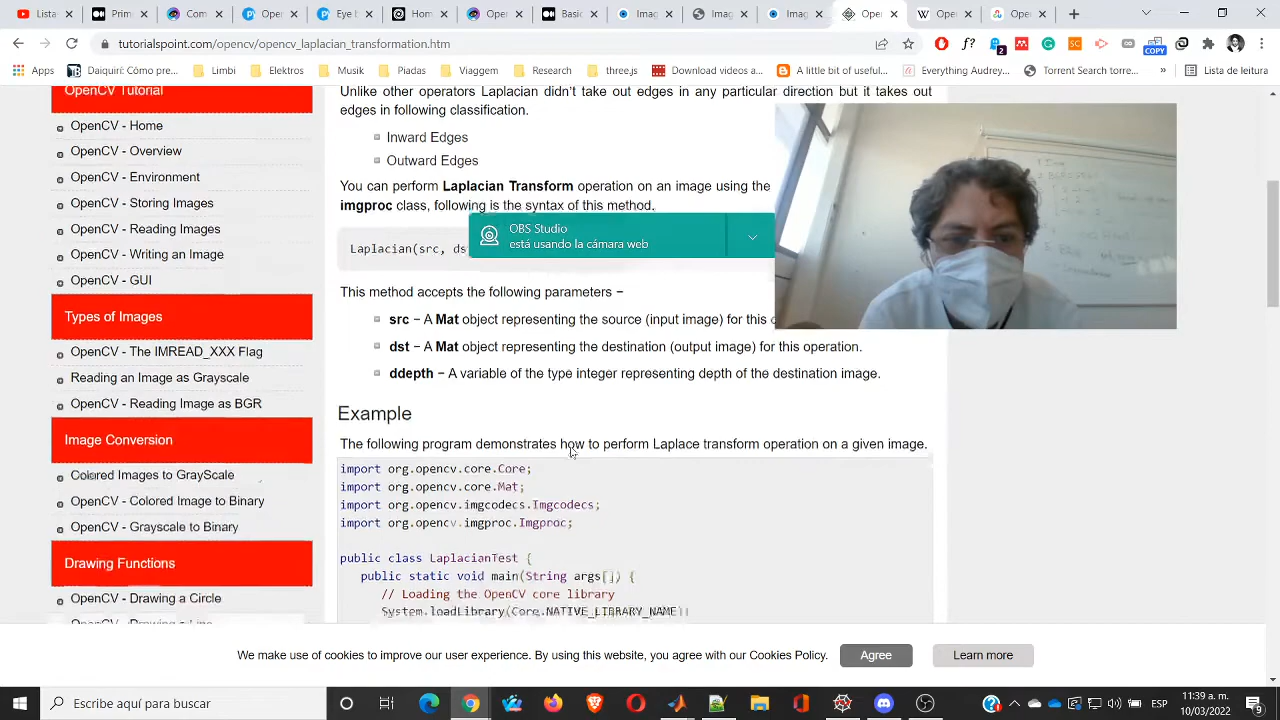 Lista
Prim
Com
Pyec
Eye t
Hom
Open
Basic
Imag
Imag
Imag
Open
Open
Ope
tutorialspoint.com/opencv/opencv_laplacian_transformation.htm
2
COPY
Apps
Daiquirí: Cómo pre...
Limbi
Elektros
Musik
Piadas
Viaggem
Research
three.js
Download videos a...
A little bit of useful...
Everything Audrey...
Torrent Search torre...
»
Lista de leitura
OpenCV Tutorial
OpenCV - Home
OpenCV - Overview
OpenCV - Environment
OpenCV - Storing Images
OpenCV - Reading Images
OpenCV - Writing an Image
OpenCV - GUI
Types of Images
OpenCV - The IMREAD_XXX Flag
Reading an Image as Grayscale
OpenCV - Reading Image as BGR
Image Conversion
Colored Images to GrayScale
OpenCV - Colored Image to Binary
OpenCV - Grayscale to Binary
Drawing Functions
OpenCV - Drawing a Circle
OpenCV - Drawing a Line
Unlike other operators Laplacian didn't take out edges in any particular direction but it takes out
edges in following classification.
Inward Edges
Outward Edges
You can perform Laplacian Transform operation on an image using the
imgproc class, following is the syntax of this method.
Laplacian(src, ds
OBS Studio
está usando la cámara web
This method accepts the following parameters −
src − A Mat object representing the source (input image) for this
dst − A Mat object representing the destination (output image) for this operation.
ddepth − A variable of the type integer representing depth of the destination image.
Example
The following program demonstrates how to perform Laplace transform operation on a given image.
import org.opencv.core.Core;
import org.opencv.core.Mat;
import org.opencv.imgcodecs.Imgcodecs;
import org.opencv.imgproc.Imgproc;
public class LaplacianTest {
public static void main(String args[]) {
// Loading the OpenCV core library
System.loadLibrary(Core.NATIVE_LIBRARY_NAME
We make use of cookies to improve our user experience. By using this website, you agree with our Cookies Policy.
Agree
Learn more
Escribe aquí para buscar
ESP
11:39 a. m.
10/03/2022